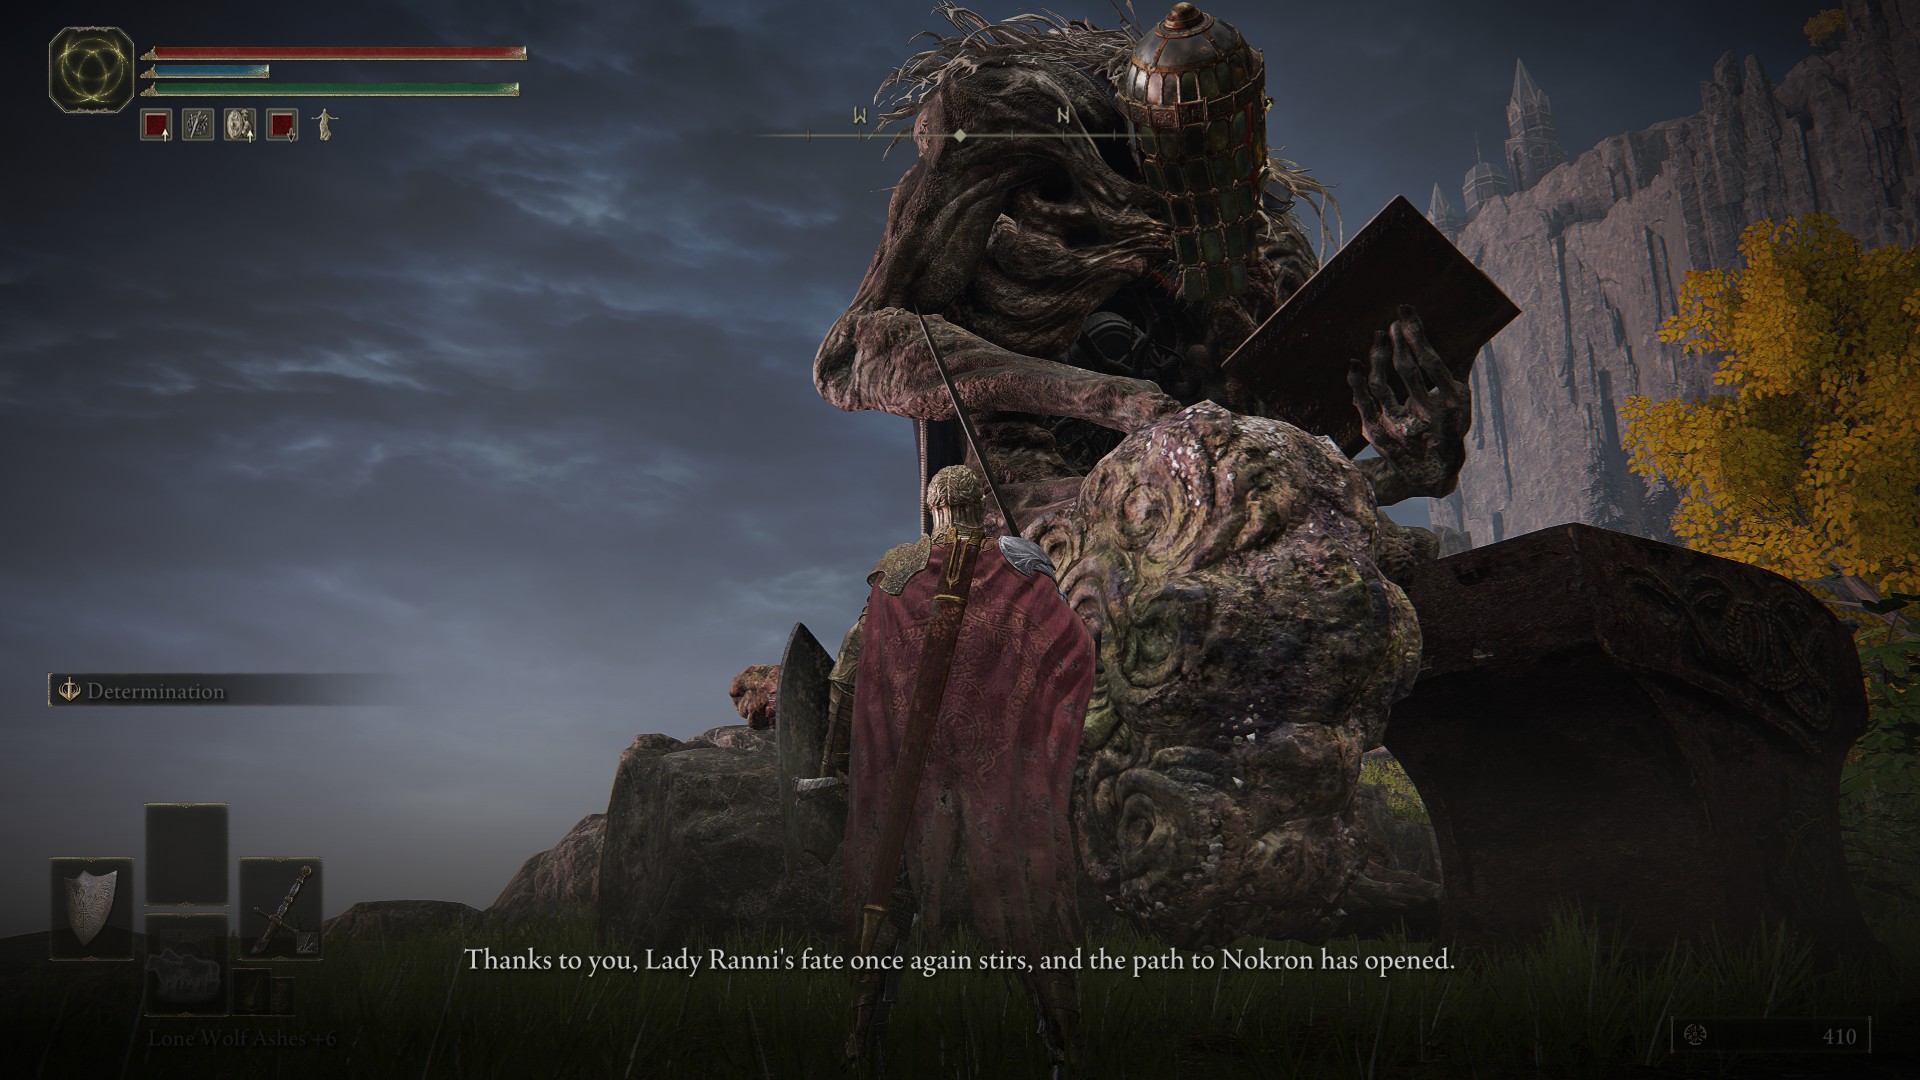 W N
Determination
Thanks to you, Lady Ranni's fate once again stirs, and the path to Nokron has opened.
Lone Wolf Ashes +6
410